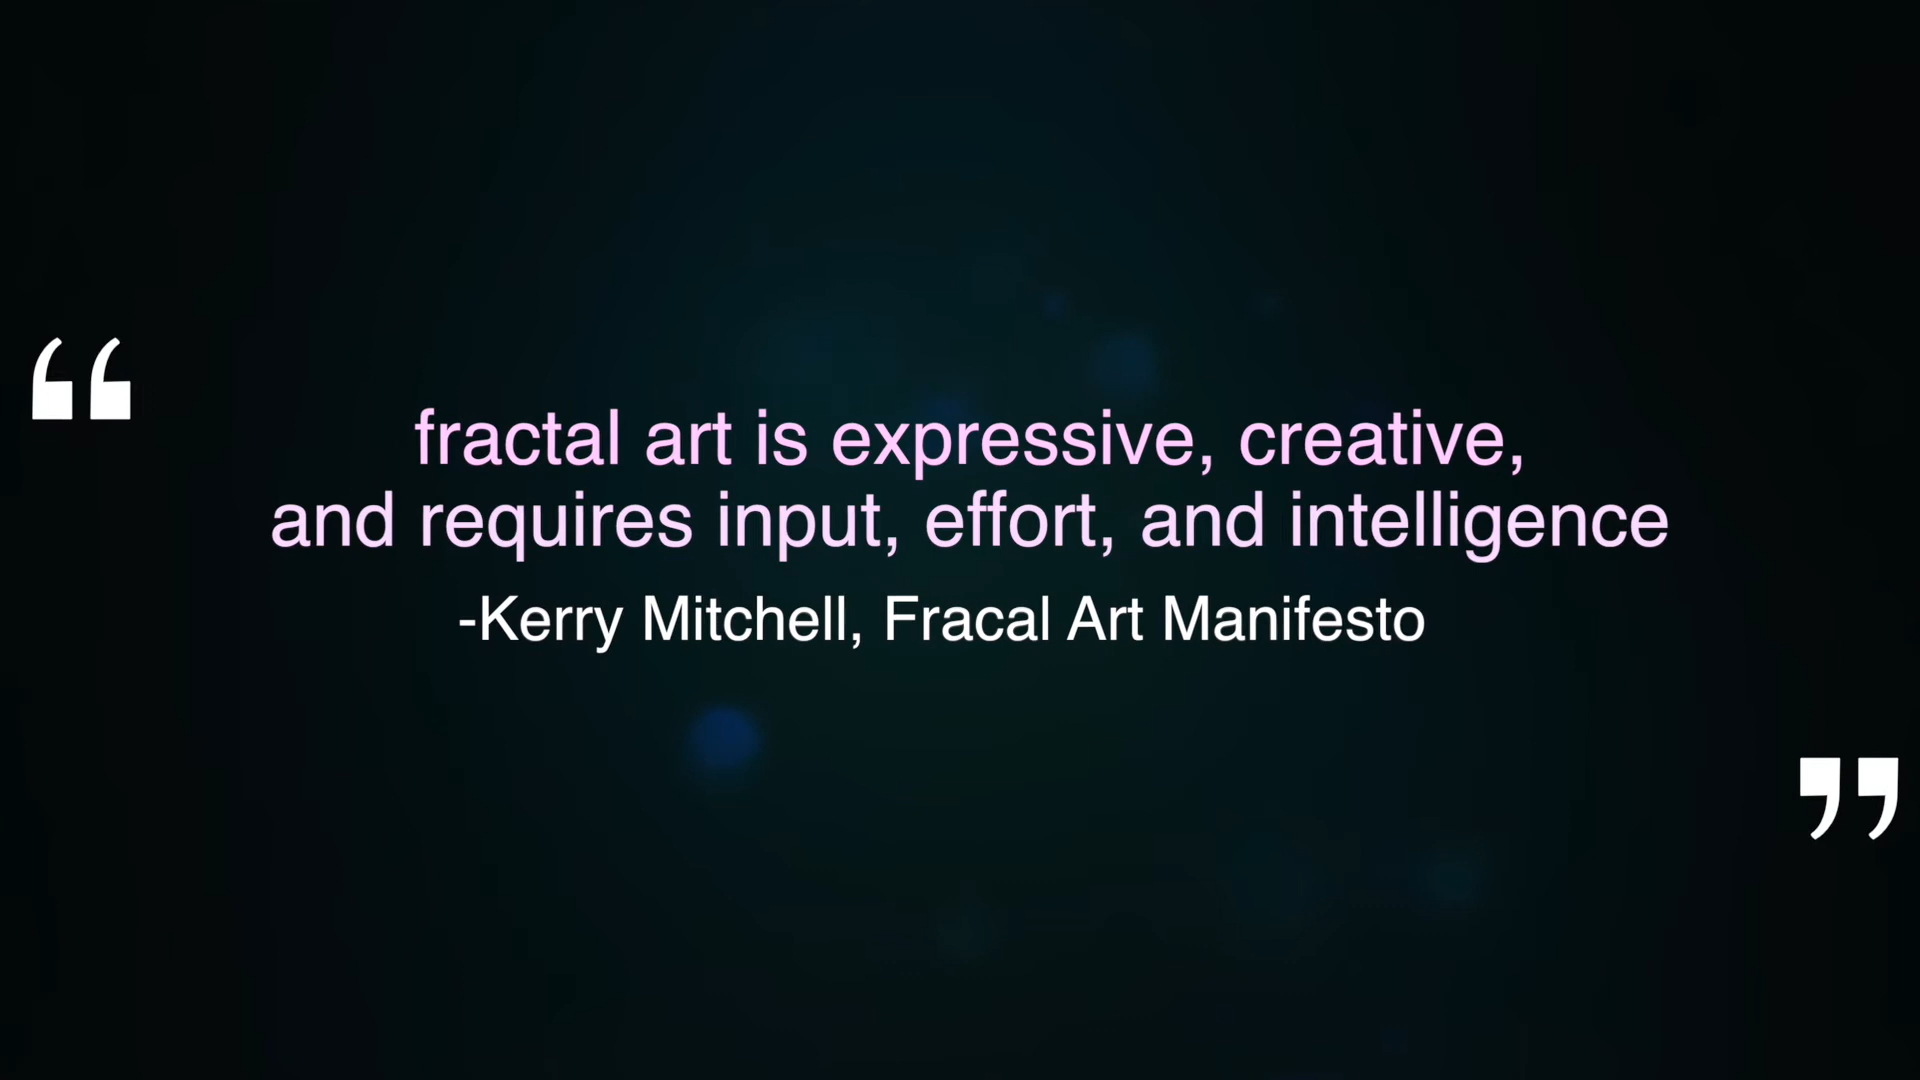 “
fractal art is expressive, creative,
and requires input, effort, and intelligence
-Kerry Mitchell, Fracal Art Manifesto
”